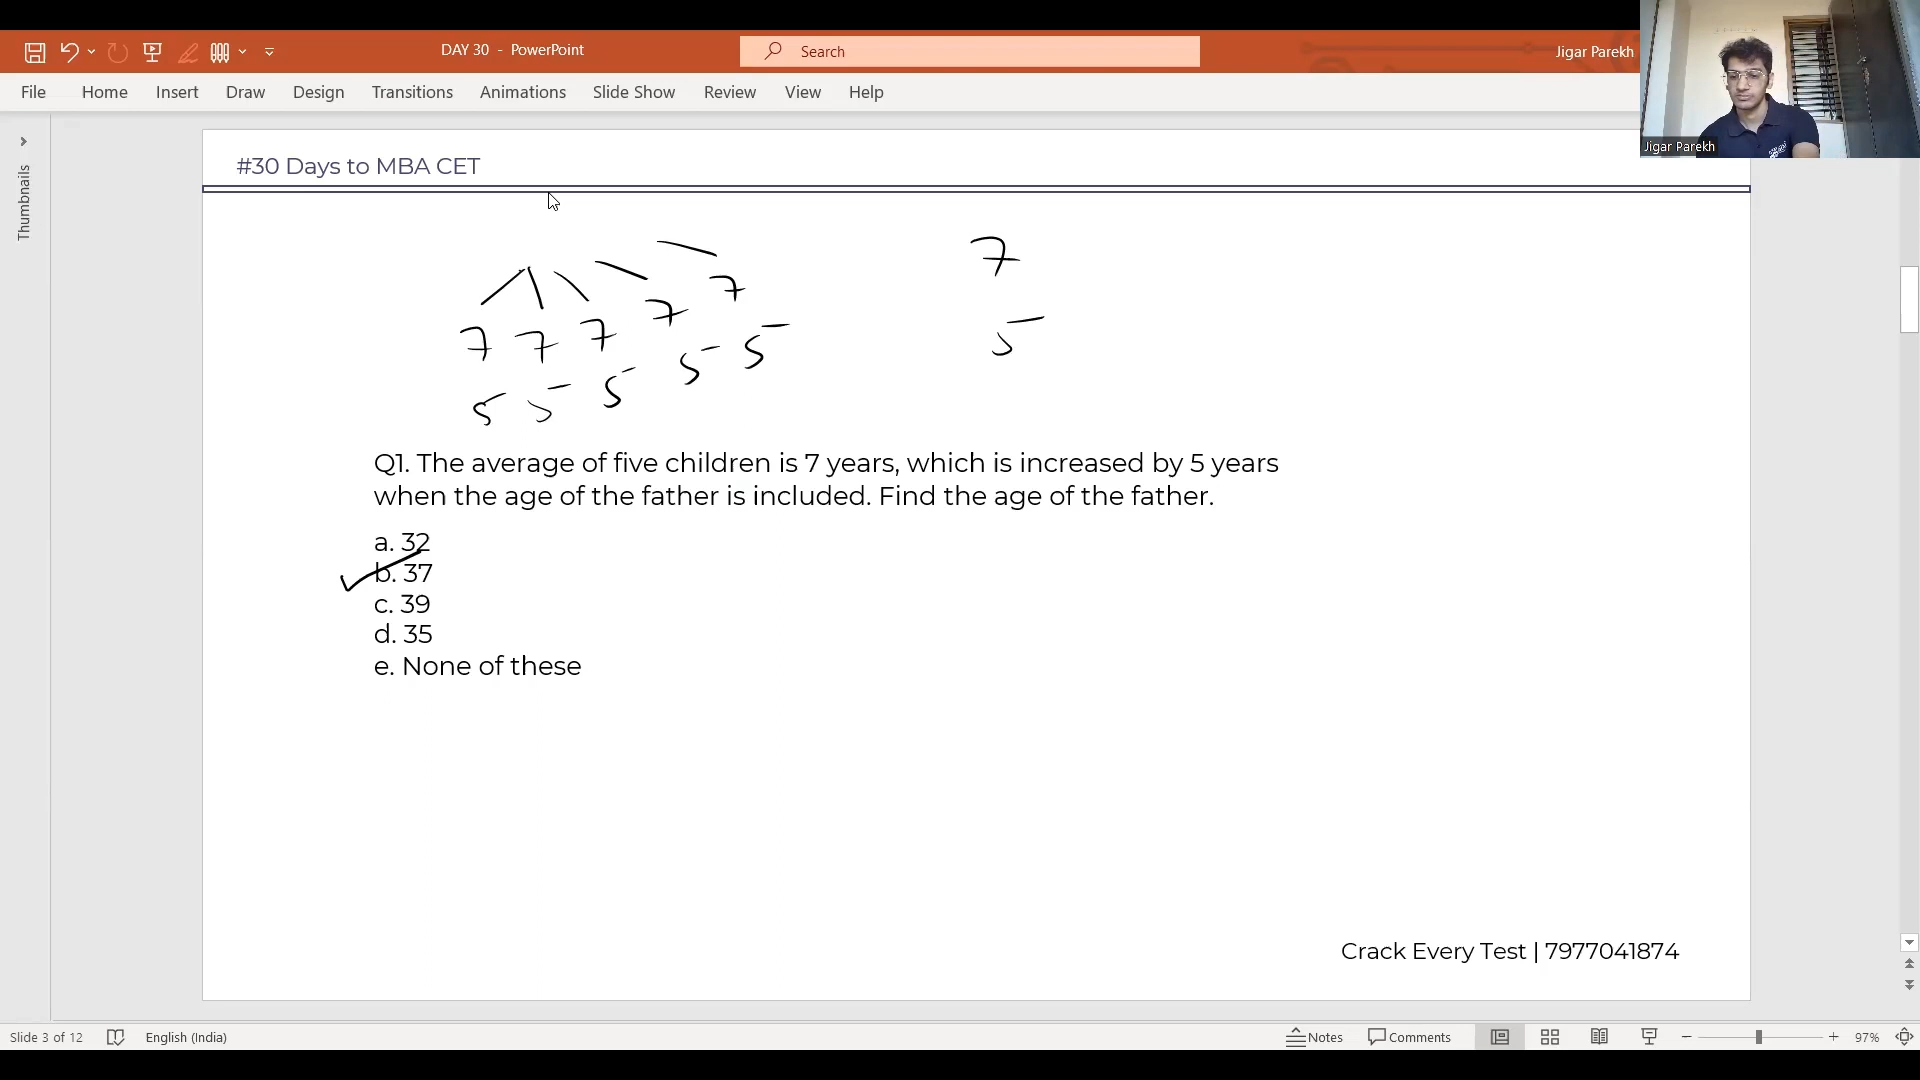 DAY 30 - PowerPoint
Search
Jigar Parekh
File Home Insert Draw Design Transitions Animations Slide Show Review View Help
Jigar Parekh
Thumbnails
#30 Days to MBA CET
7 7 7 7 7
5 5 5 5 5
7
5
Q1. The average of five children is 7 years, which is increased by 5 years
when the age of the father is included. Find the age of the father.
a. 32
b. 37
c. 39
d. 35
e. None of these
Crack Every Test | 7977041874
Slide 3 of 12 English (India) Notes Comments 97%